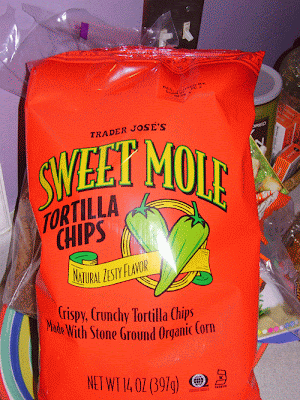 TRADER JOSÉ'S
SWEET MOLE
TORTILLA
CHIPS
NATURAL ZESTY FLAVOR
Crispy, Crunchy Tortilla Chips
Made With Stone Ground Organic Corn
NET WT 14 OZ (397g)